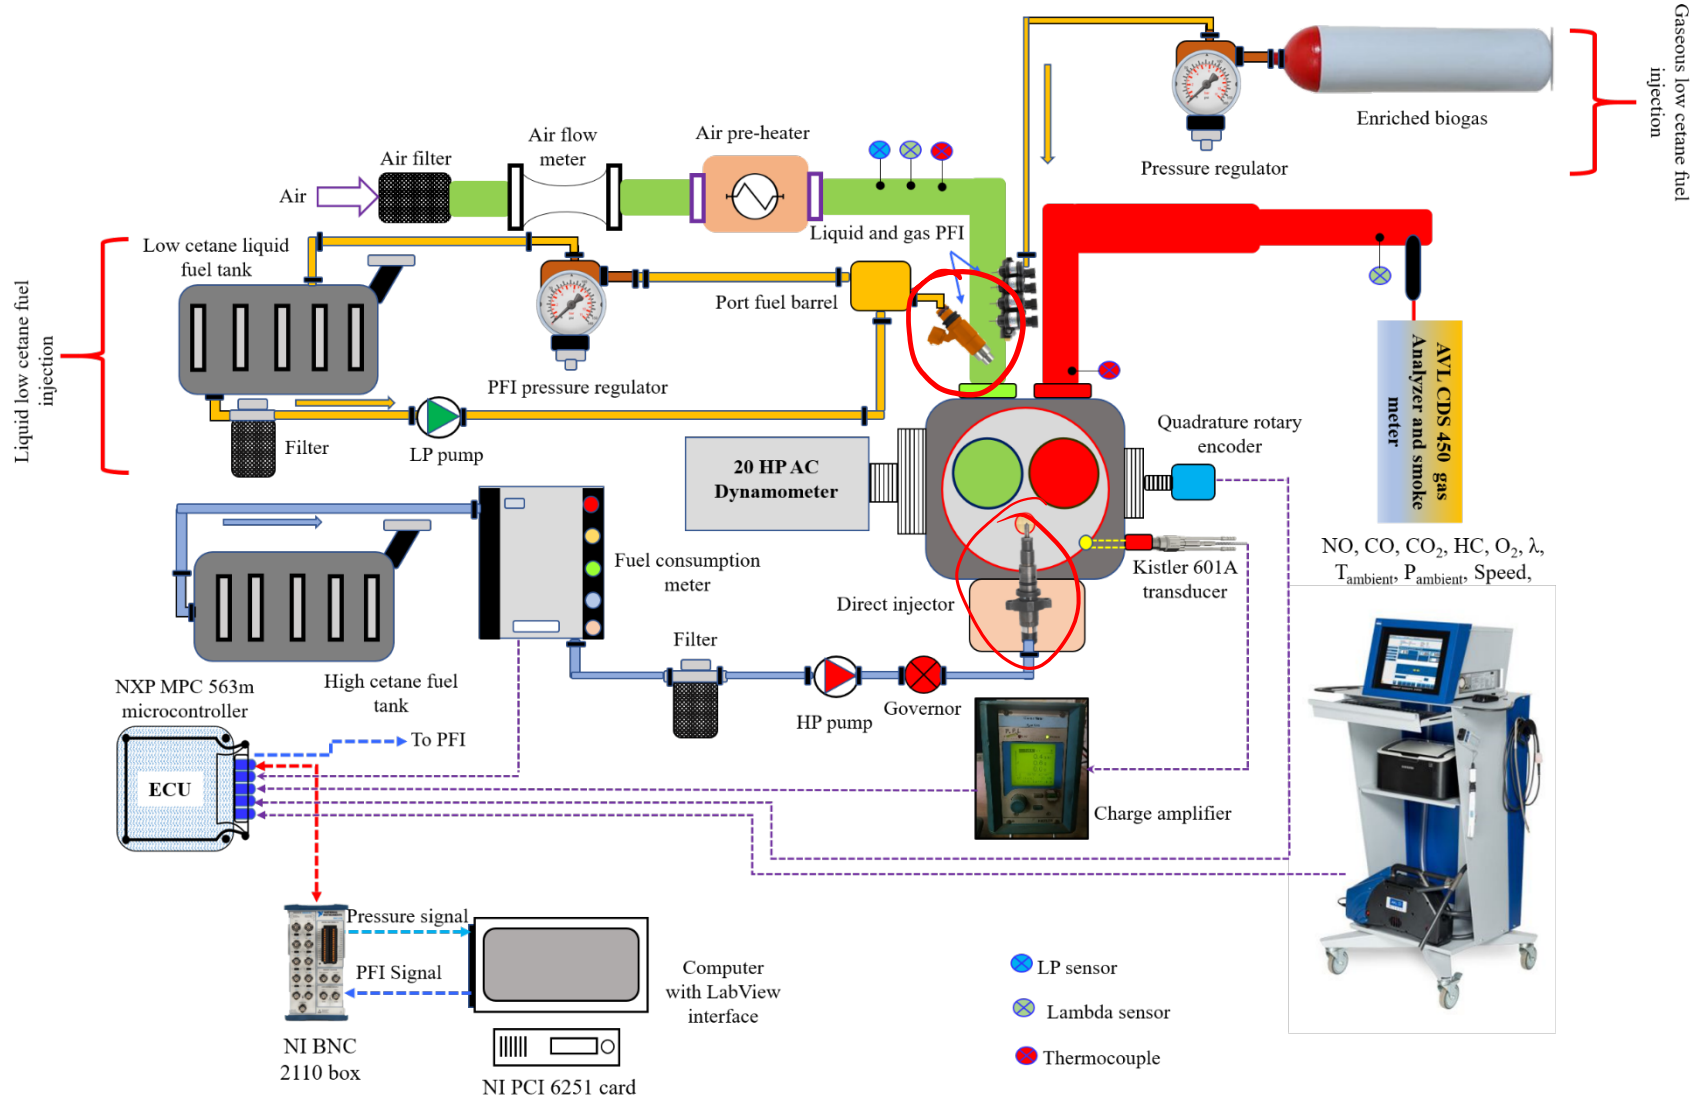 Gaseous low cetane fuel
injection
Enriched biogas
Pressure regulator
Air filter
Air flow
meter
Air pre-heater
Air
Liquid and gas PFI
Low cetane liquid
fuel tank
Port fuel barrel
PFI pressure regulator
Liquid low cetane fuel
injection
Filter
LP pump
20 HP AC
Dynamometer
Quadrature rotary
encoder
AVL CDS 450 gas
Analyzer and smoke
meter
NO, CO, CO₂, HC, O₂, λ,
T_ambient, P_ambient, Speed,
Kistler 601A
transducer
Fuel consumption
meter
Direct injector
High cetane fuel
tank
Filter
HP pump
Governor
NXP MPC 563m
microcontroller
To PFI
ECU
Charge amplifier
Pressure signal
PFI Signal
Computer
with LabView
interface
NI BNC
2110 box
NI PCI 6251 card
LP sensor
Lambda sensor
Thermocouple